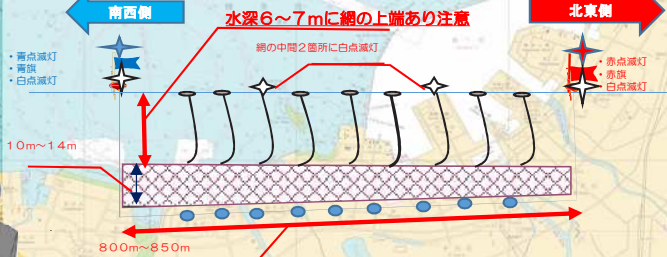 南西側
水深６～７ｍに網の上端あり注意
北東側
網の中間２箇所に白点滅灯
・青点滅灯
・青旗
・白点滅灯
・赤点滅灯
・赤旗
・白点滅灯
10ｍ～14ｍ
800ｍ～850ｍ